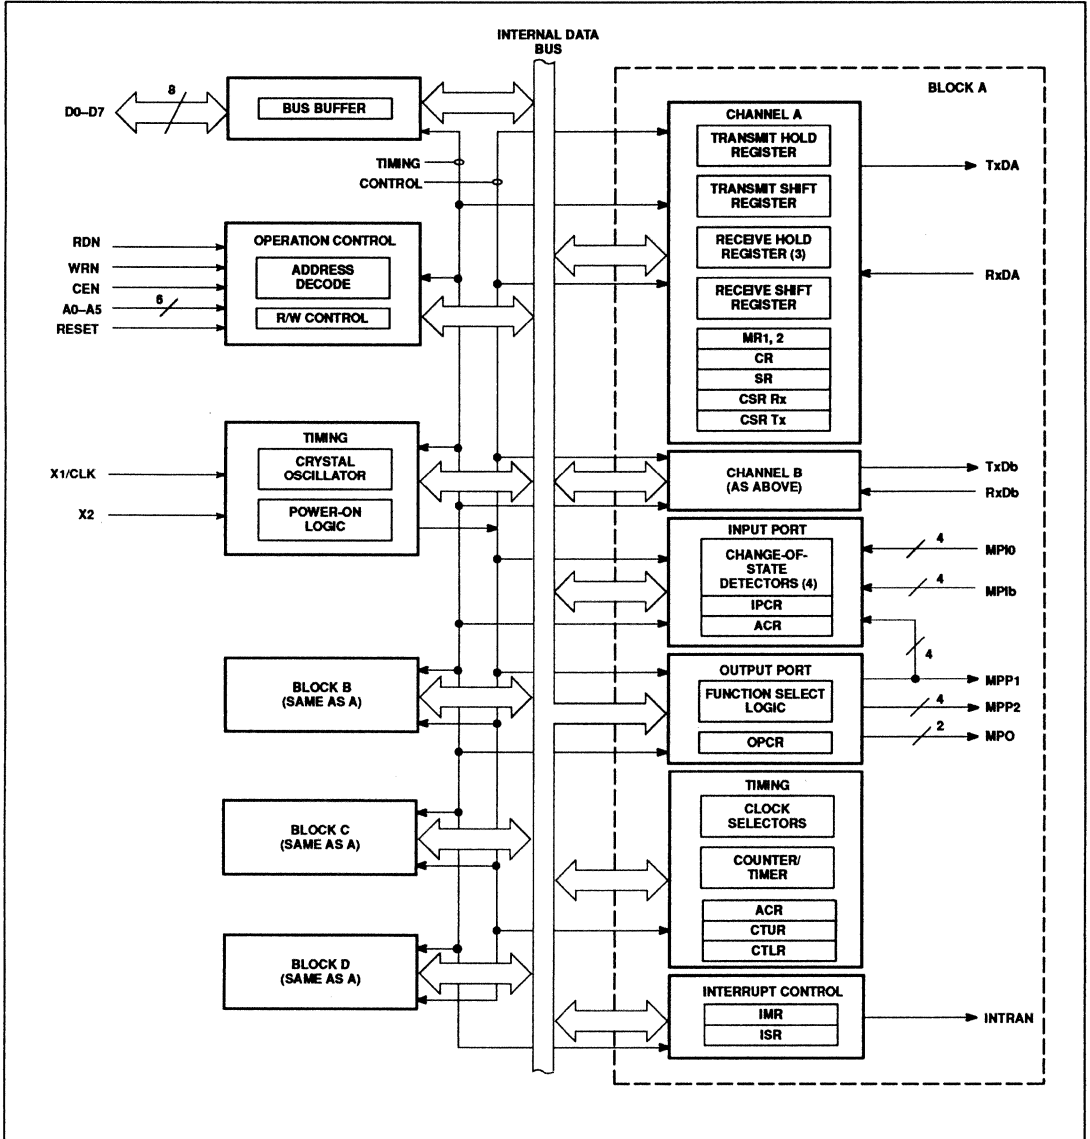 INTERNAL DATA
BUS
D0–D7
8
BUS BUFFER
TIMING
CONTROL
RDN
WRN
CEN
A0–A5
6
RESET
OPERATION CONTROL
ADDRESS
DECODE
R/W CONTROL
X1/CLK
X2
TIMING
CRYSTAL
OSCILLATOR
POWER-ON
LOGIC
BLOCK B
(SAME AS A)
BLOCK C
(SAME AS A)
BLOCK D
(SAME AS A)
BLOCK A
CHANNEL A
TRANSMIT HOLD
REGISTER
TRANSMIT SHIFT
REGISTER
RECEIVE HOLD
REGISTER (3)
RECEIVE SHIFT
REGISTER
MR1, 2
CR
SR
CSR Rx
CSR Tx
TxDA
RxDA
CHANNEL B
(AS ABOVE)
TxDb
RxDb
INPUT PORT
CHANGE-OF-
STATE
DETECTORS (4)
IPCR
ACR
4
MPI0
4
MPIb
4
OUTPUT PORT
FUNCTION SELECT
LOGIC
OPCR
MPP1
4
MPP2
2
MPO
TIMING
CLOCK
SELECTORS
COUNTER/
TIMER
ACR
CTUR
CTLR
INTERRUPT CONTROL
IMR
ISR
INTRAN